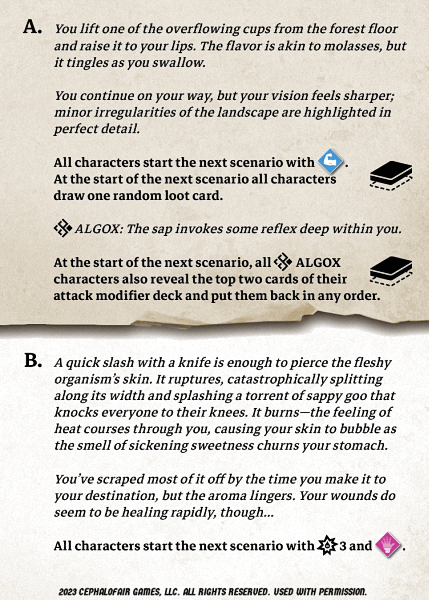 A. You lift one of the overflowing cups from the forest floor
and raise it to your lips. The flavor is akin to molasses, but
it tingles as you swallow.
You continue on your way, but your vision feels sharper;
minor irregularities of the landscape are highlighted in
perfect detail.
All characters start the next scenario with .
At the start of the next scenario all characters
draw one random loot card.
ALGOX: The sap invokes some reflex deep within you.
At the start of the next scenario, all ALGOX
characters also reveal the top two cards of their
attack modifier deck and put them back in any order.
B. A quick slash with a knife is enough to pierce the fleshy
organism's skin. It ruptures, catastrophically splitting
along its width and splashing a torrent of sappy goo that
knocks everyone to their knees. It burns—the feeling of
heat courses through you, causing your skin to bubble as
the smell of sickening sweetness churns your stomach.
You've scraped most of it off by the time you make it to
your destination, but the aroma lingers. Your wounds do
seem to be healing rapidly, though...
All characters start the next scenario with 3 and .
2023 CEPHALOFAIR GAMES, LLC. ALL RIGHTS RESERVED. USED WITH PERMISSION.